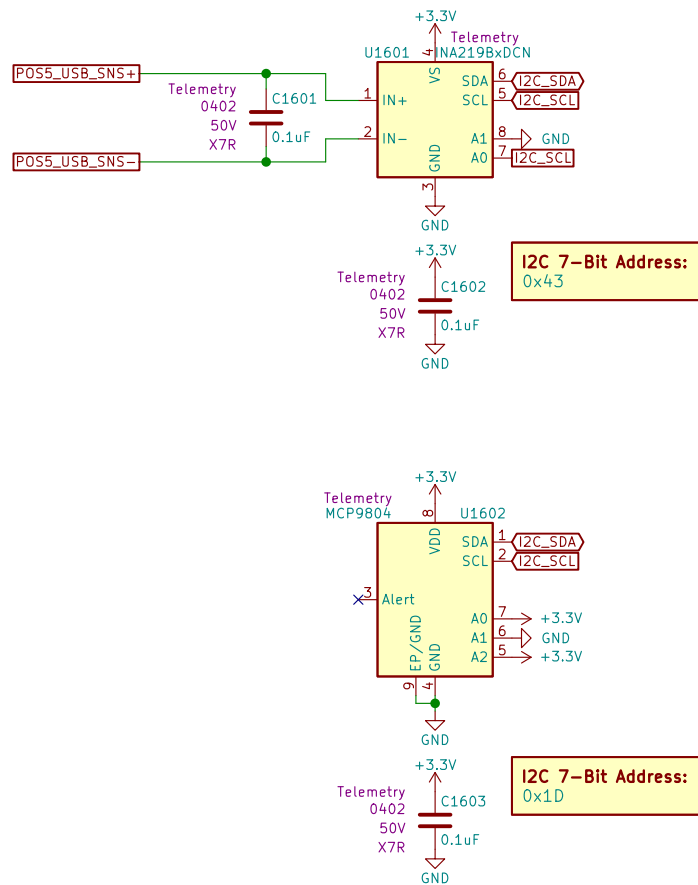 +3.3V
Telemetry
U1601
INA219BxDCN
4
VS
POS5_USB_SNS+
SDA 6 I2C_SDA
Telemetry
C1601
0402
1 IN+
SCL 5 I2C_SCL
50V
0.1uF
2 IN-
A1 8 GND
X7R
POS5_USB_SNS-
A0 7 I2C_SCL
GND
3
GND
+3.3V
I2C 7-Bit Address:
0x43
Telemetry
C1602
0402
50V
0.1uF
X7R
GND
+3.3V
Telemetry
MCP9804
8
U1602
VDD
SDA 1 I2C_SDA
SCL 2 I2C_SCL
3 Alert
A0 7 +3.3V
A1 6 GND
A2 5 +3.3V
EP/GND
GND
9
4
GND
+3.3V
I2C 7-Bit Address:
0x1D
Telemetry
C1603
0402
50V
0.1uF
X7R
GND